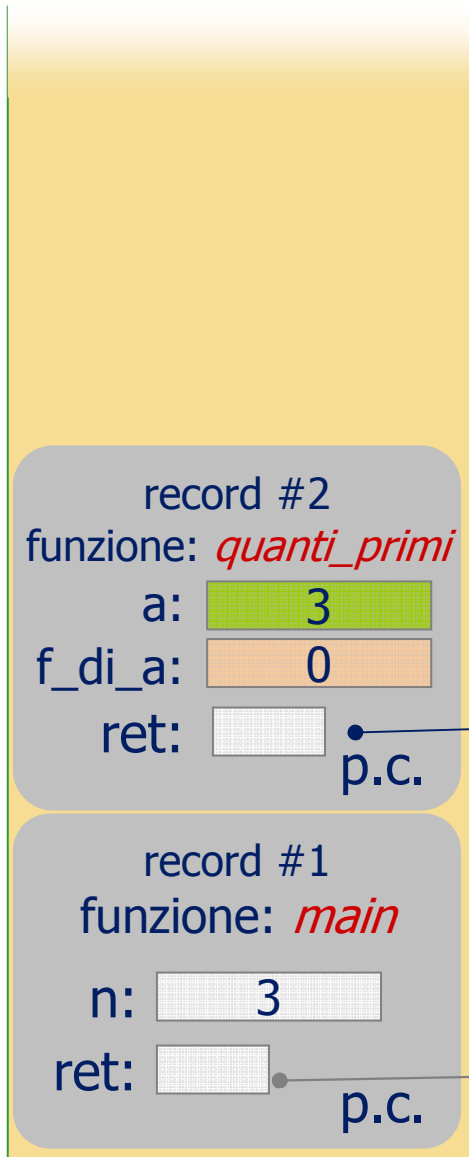 record #2
funzione: quanti_primi
a: 3
f_di_a: 0
ret:
p.c.
record #1
funzione: main
n: 3
ret:
p.c.